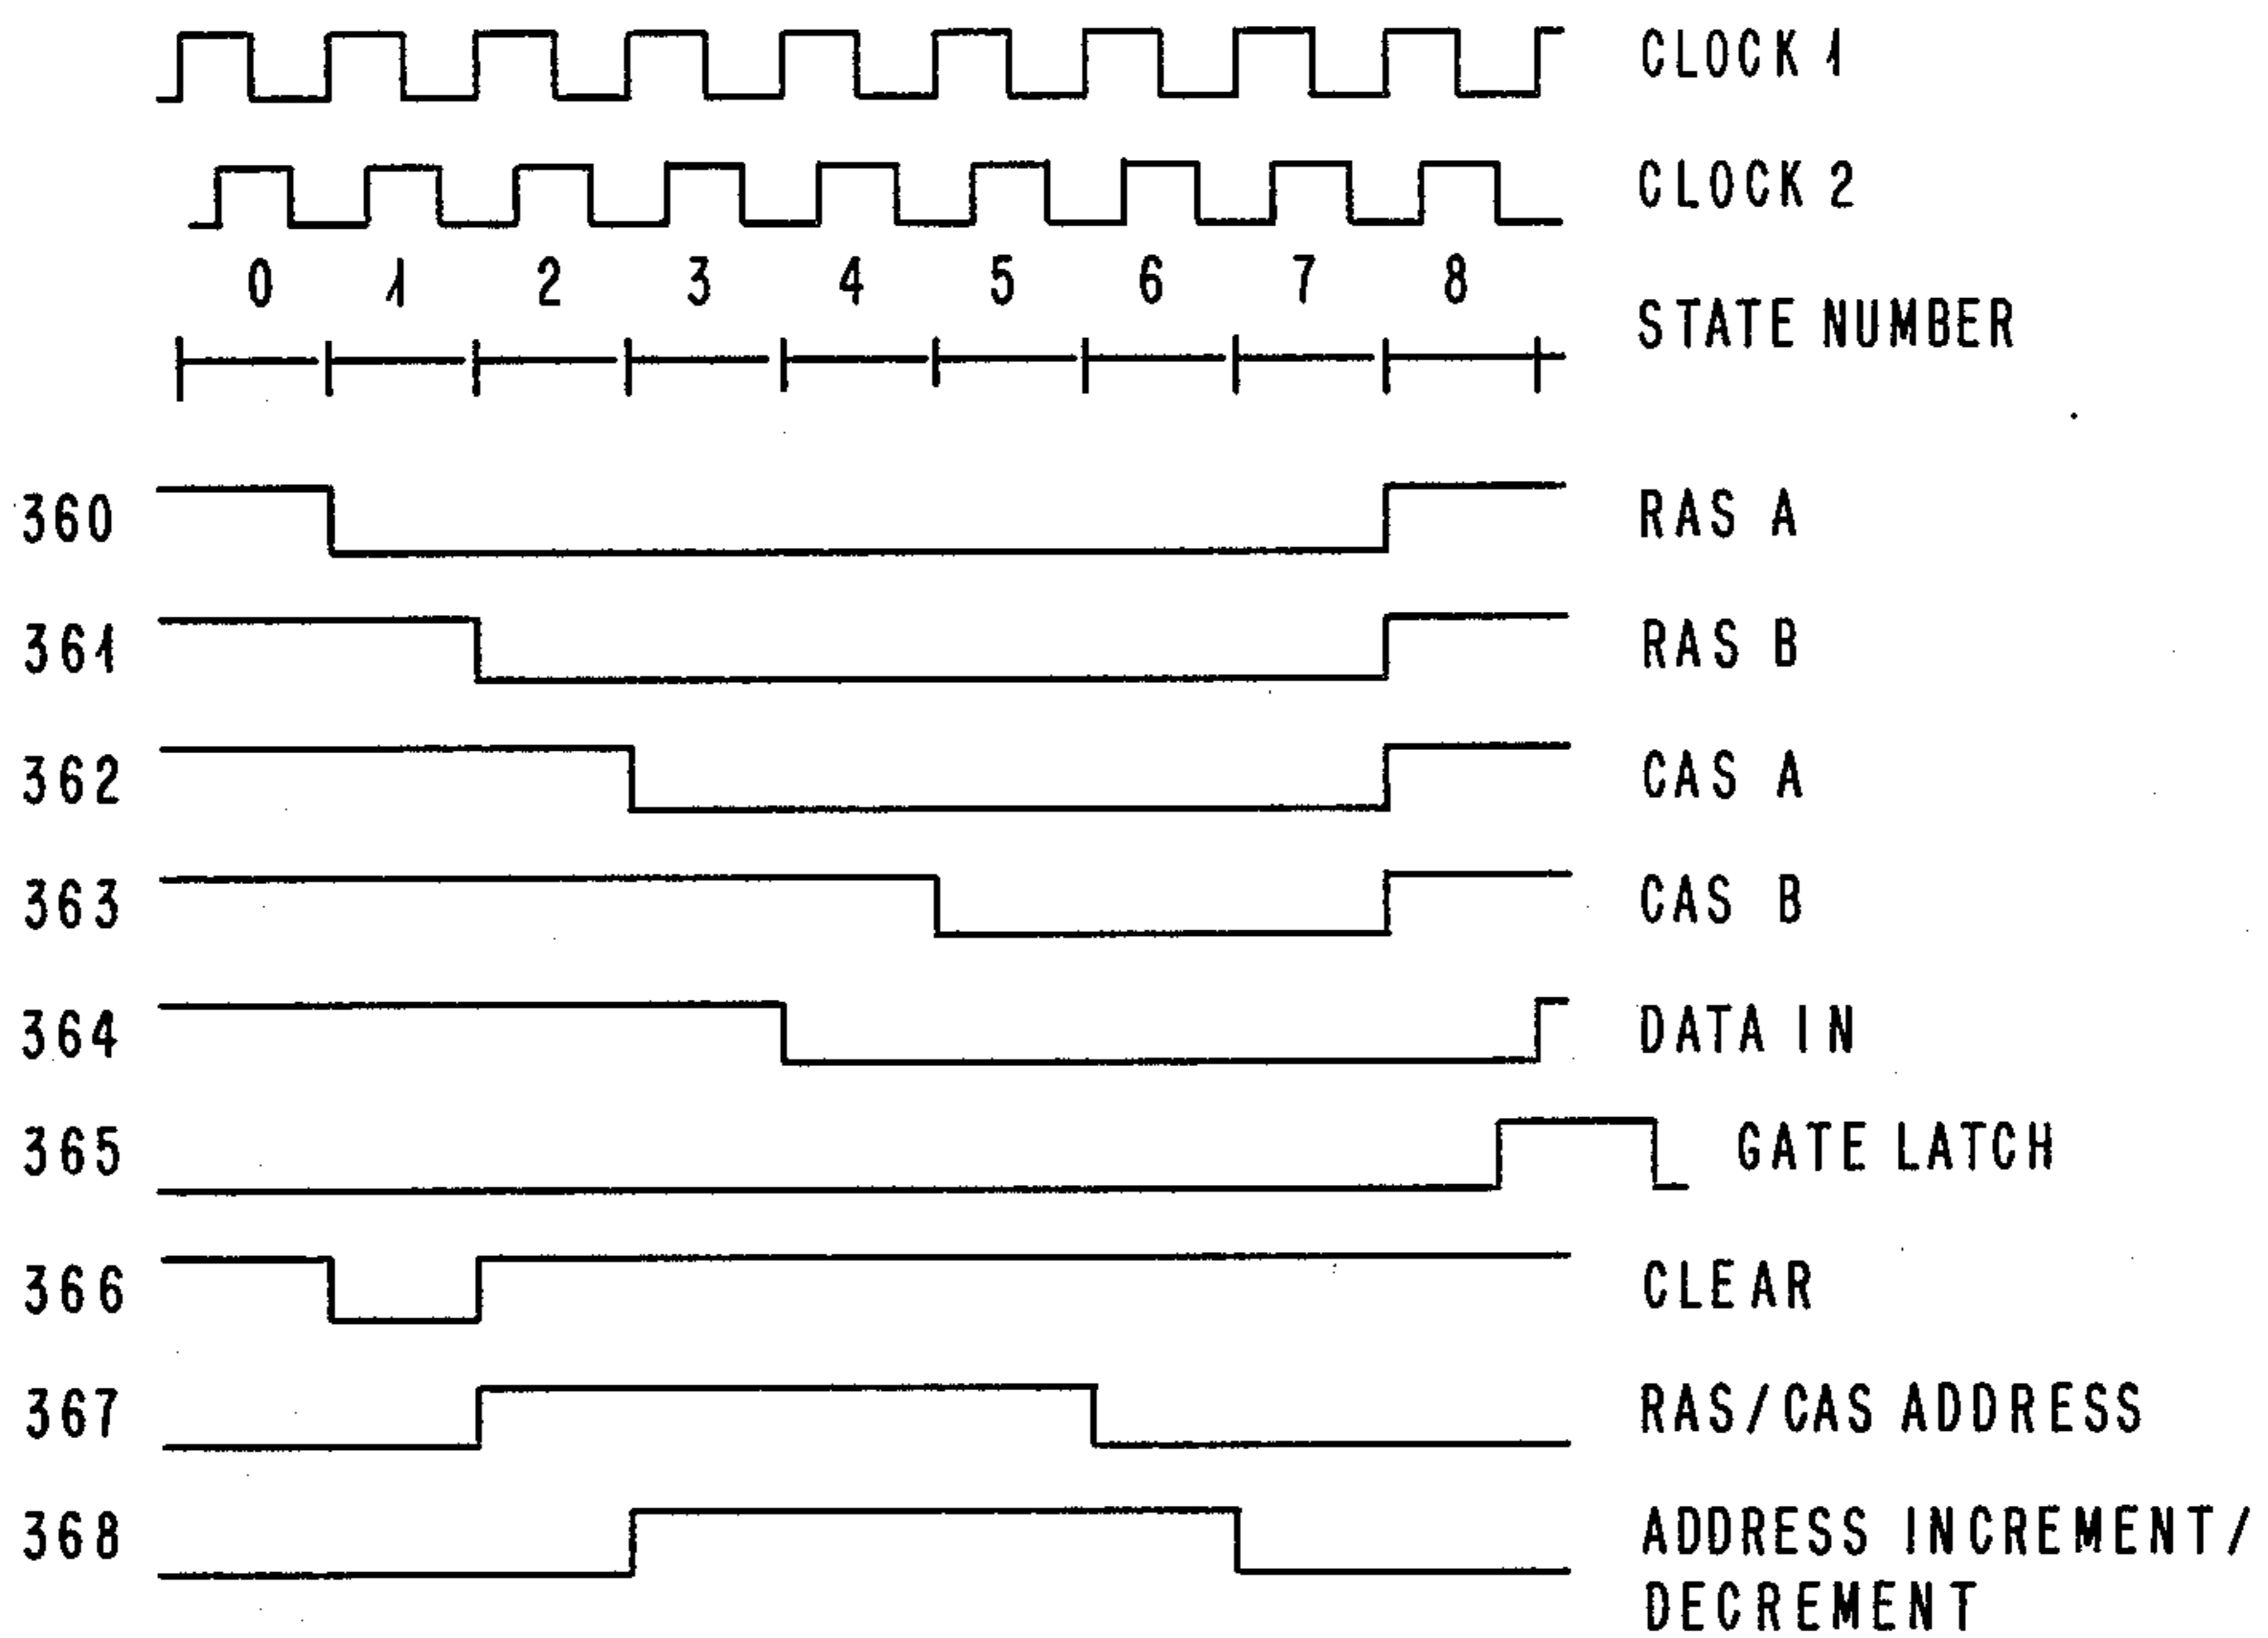 CLOCK 1
CLOCK 2
0 1 2 3 4 5 6 7 8
STATE NUMBER
360 RAS A
361 RAS B
362 CAS A
363 CAS B
364 DATA IN
365 GATE LATCH
366 CLEAR
367 RAS/CAS ADDRESS
368 ADDRESS INCREMENT/
DECREMENT